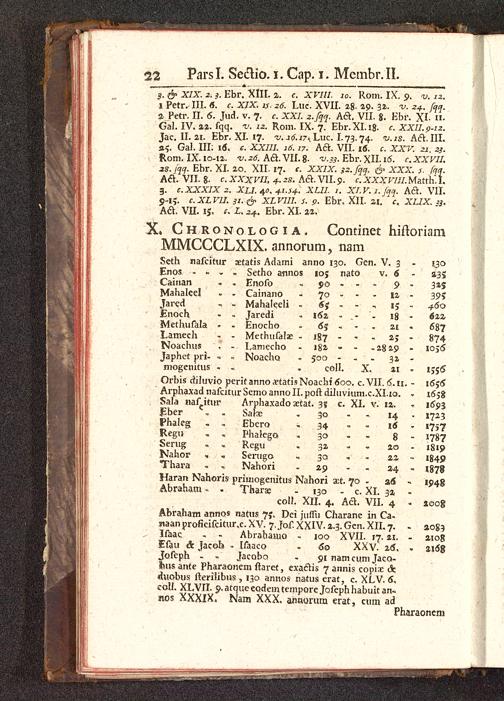 22 Pars I. Sectio. 1. Cap. 1. Membr. II.
3. & XIX. 2. 3. Ebr. XIII. 2. c. XVIII. 10. Rom. IX. 9. v. 12.
1 Petr. III. 6. c. XIX. 15. 26. Luc. XVII. 28. 29. 32. v. 24. sqq.
2 Petr. II. 6. Jud. v. 7. c. XXI. 2. sqq. Act. VII. 8. Ebr. XI. 11.
Gal. IV. 22. sqq. v. 12. Rom. IX. 7. Ebr. XI. 18. c. XXII. 9-12.
Jac. II. 21. Ebr. XI. 17. v. 16. 17. Luc. I. 73. 74. v. 18. Act. III.
25. Gal. III. 16. c. XXIII. 16. 17. Act. VII. 16. c. XXV. 21. 23.
Rom. IX. 10-12. v. 26. Act. VII. 8. v. 33. Ebr. XII. 16. c. XXVII.
28. sqq. Ebr. XI. 20. XII. 17. c. XXIX. 32. sqq. & XXX. 5. sqq.
Act. VII. 8. c. XXXVII. 4. 28. Act. VII. 9. c. XXXVIII. Matth. I.
3. c. XXXIX 2. XLI. 40. 41. 54. XLII. 1. XLV. 1. sqq. Act. VII.
9-15. c. XLVII. 31. & XLVIII. 5. 9. Ebr. XII. 21. c. XLIX. 33.
Act. VII. 15. c. L. 24. Ebr. XI. 22.
X. CHRONOLOGIA. Continet historiam
MMCCCLXIX. annorum, nam
Seth nascitur ætatis Adami anno 130. Gen. V. 3 - 130
Enos - - - Setho annos 105 nato v. 6 - 235
Cainan - - Enoso - 90 - - 9 - 325
Mahaleel - - Cainano - 70 - - 12 - 395
Jared - - Mahaleeli - 65 - - 15 - 460
Enoch - - Jaredi - 162 - - 18 - 622
Methusala - - Enocho - 65 - - 21 - 687
Lamech - - Methusalæ - 187 - - 25 - 874
Noachus - - Lamecho - 182 - - 28 29 - 1056
Japhet pri- - - Noacho - 500 - - 32 -
mogenitus - - coll. X. 21 - 1556
Orbis diluvio perit anno ætatis Noachi 600. c. VII. 6. 11. - 1656
Arphaxad nascitur Semo anno II. post diluvium. c. XI. 10. - 1658
Sala nascitur Arphaxado ætat. 35 c. XI. v. 12. - 1693
Eber - - Salæ - 30 - - 14 - 1723
Phaleg - - Ebero - 34 - - 16 - 1757
Regu - - Phalego - 30 - - 8 - 1787
Serug - - Regu - 32 - - 20 - 1819
Nahor - - Serugo - 30 - - 22 - 1849
Thara - - Nahori - 29 - - 24 - 1878
Haran Nahoris primogenitus Nahori æt. 70 - 26 - 1948
Abraham - - Tharæ - 130 - c. XI. 32 -
coll. XII. 4. Act. VII. 4 - 2008
Abraham annos natus 75. Dei jussu Charane in Ca-
naan proficiscitur. c. XV. 7. Jos. XXIV. 2. 3. Gen. XII. 7. - 2083
Isaac - - Abrahamo - 100 XVII. 17. 21. - 2108
Esau & Jacob - Isaaco - 60 XXV. 26. - 2168
Joseph - - Jacobo - 91 nam cum Jaco-
bus ante Pharaonem staret, exactis 7 annis copiæ &
duobus sterilibus, 130 annos natus erat, c. XLV. 6.
coll. XLVII. 9. atque eodem tempore Joseph habuit an-
nos XXXIX. Nam XXX. annorum erat, cum ad
Pharaonem